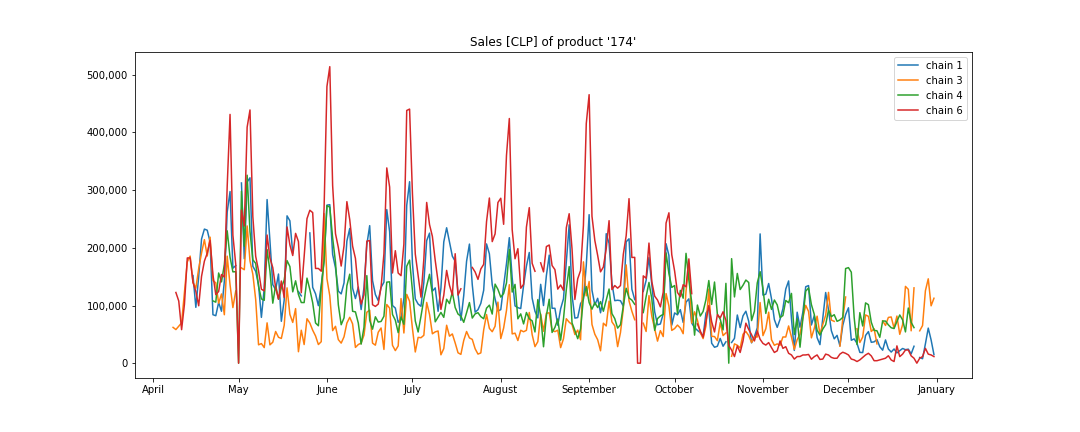 Sales [CLP] of product '174'
chain 1
chain 3
chain 4
chain 6
500,000
400,000
300,000
200,000
100,000
0
April May June July August September October November December January